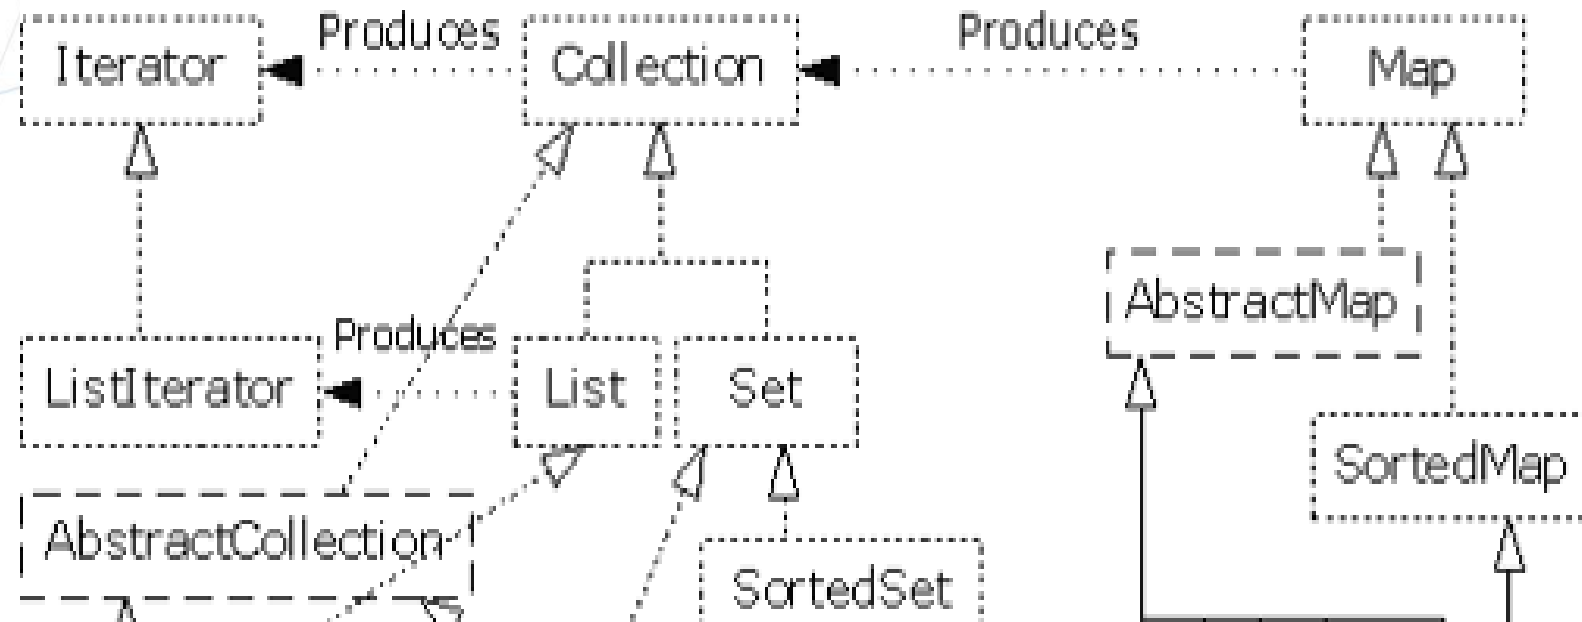 Produces
Produces
Iterator
Collection
Map
AbstractMap
Produces
ListIterator
List
Set
SortedMap
AbstractCollection
SortedSet